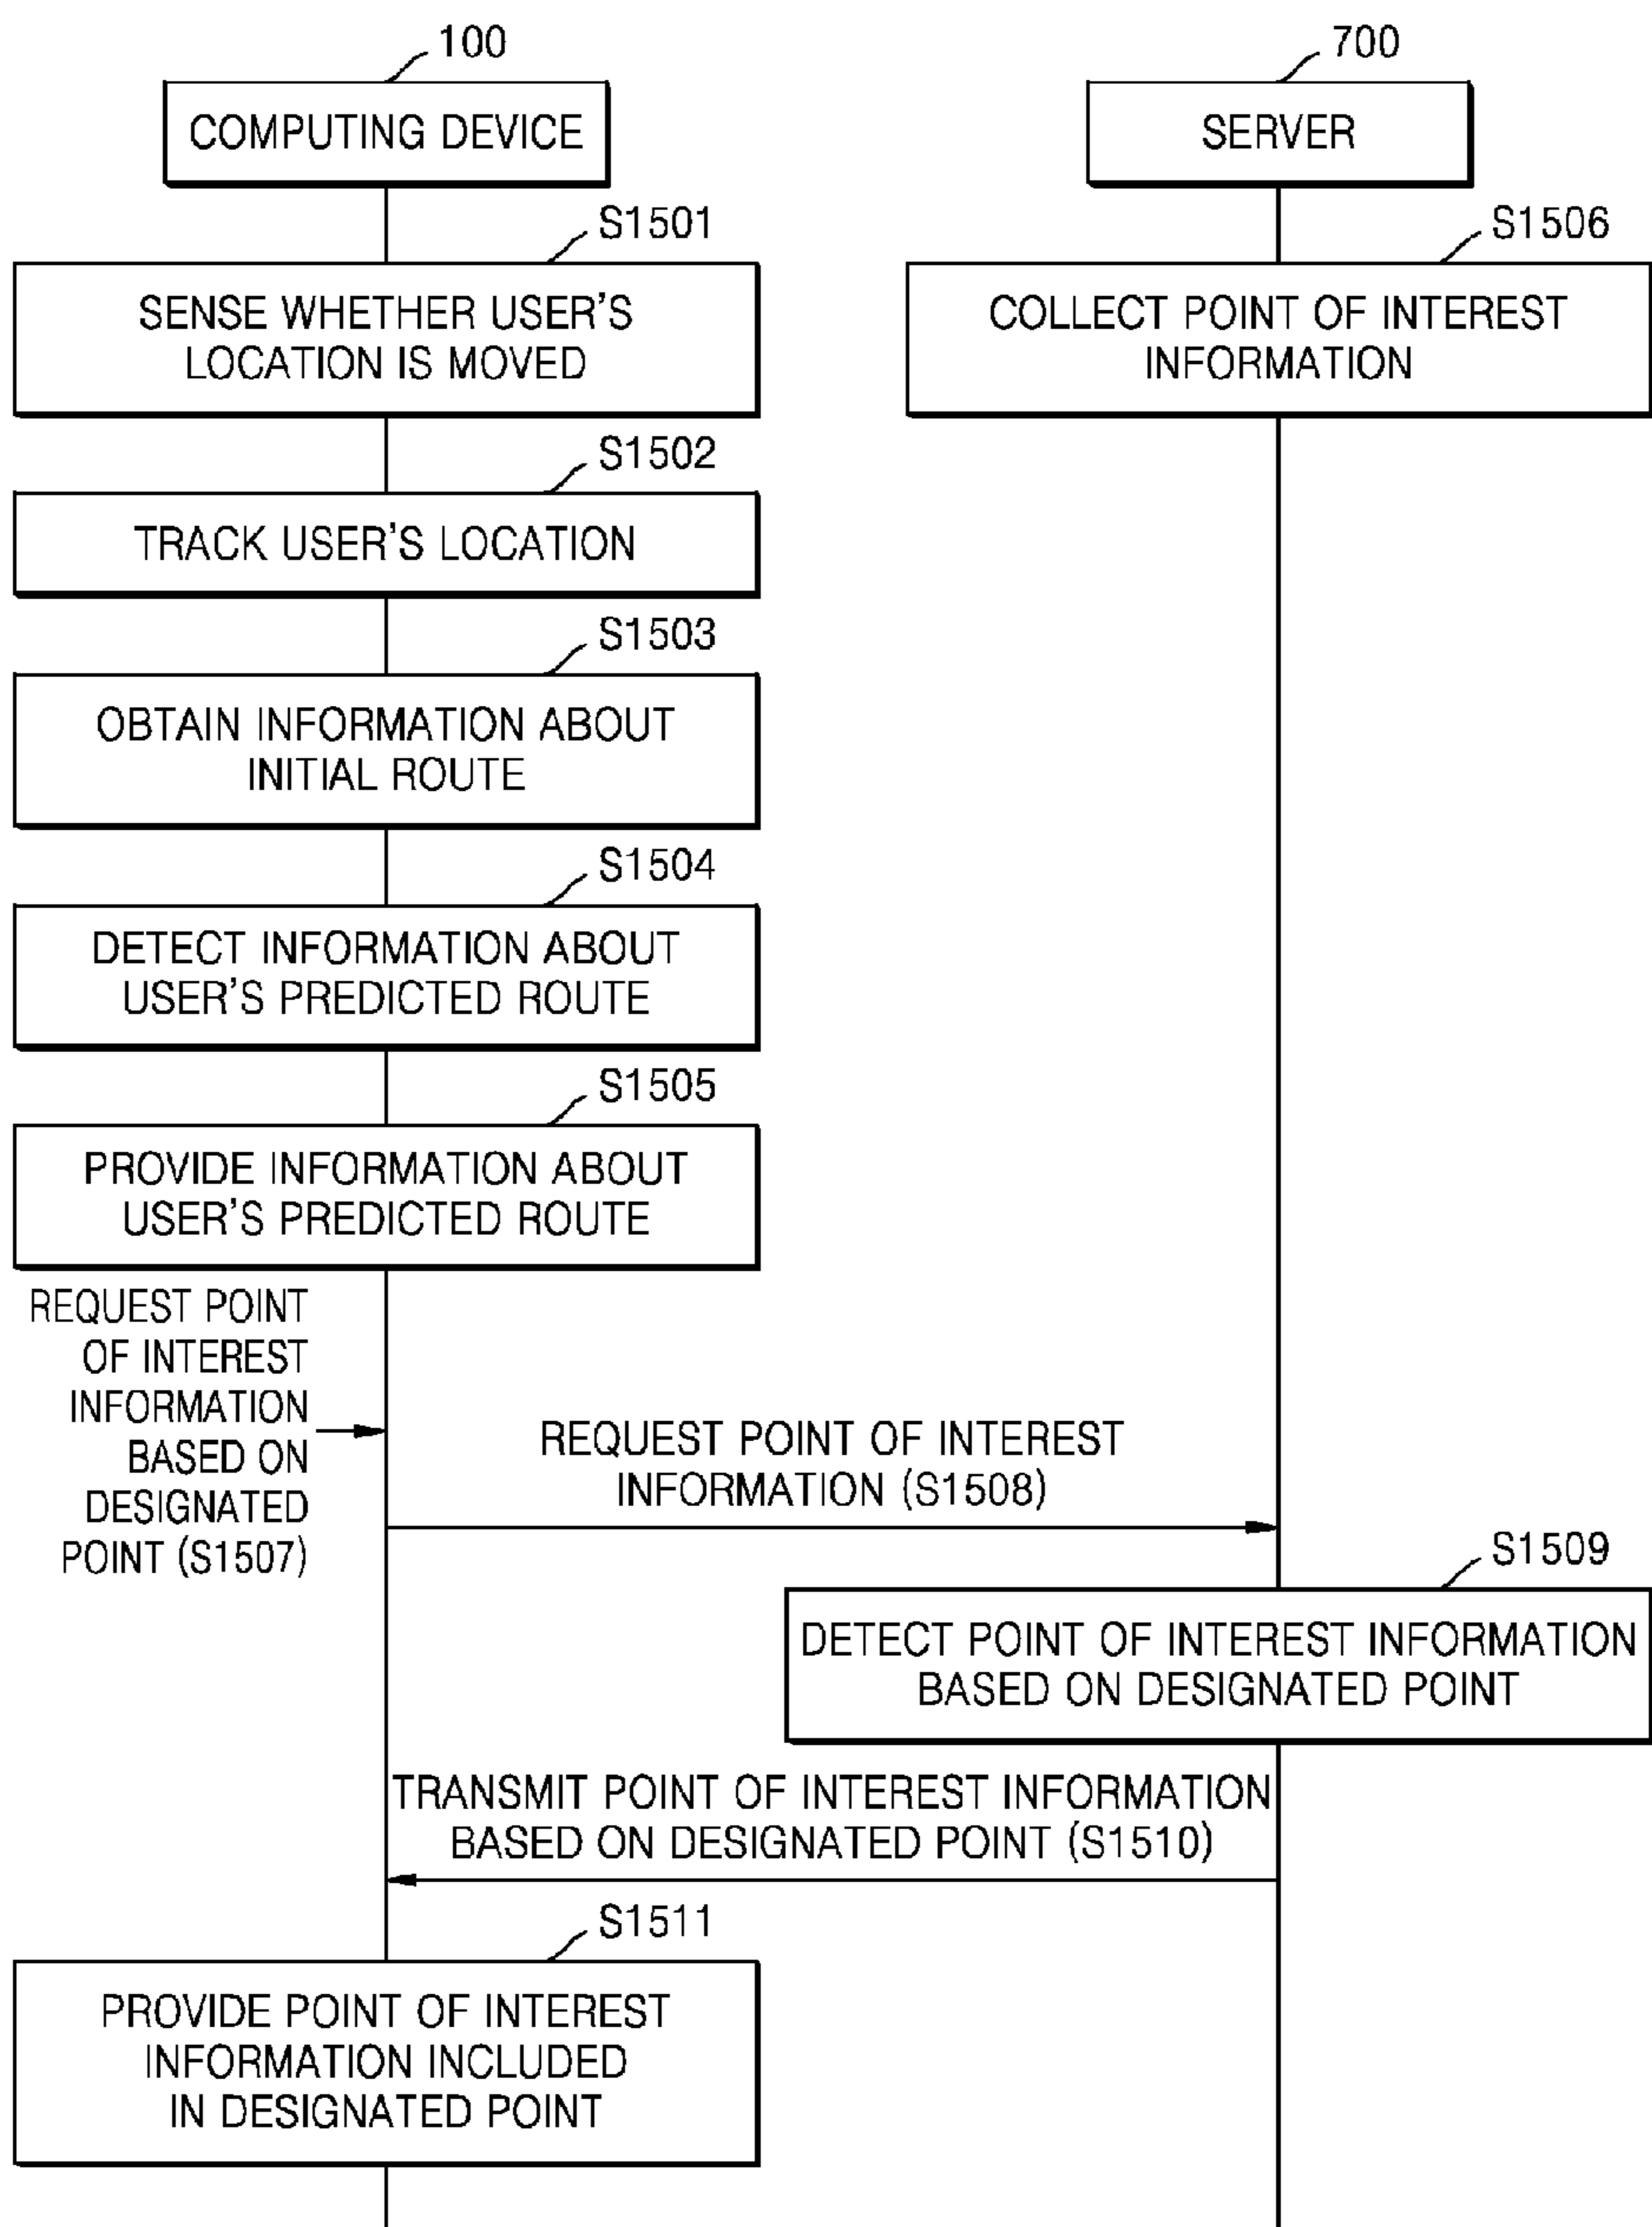 100
700
COMPUTING DEVICE
SERVER
S1501
S1506
SENSE WHETHER USER'S
LOCATION IS MOVED
COLLECT POINT OF INTEREST
INFORMATION
S1502
TRACK USER'S LOCATION
S1503
OBTAIN INFORMATION ABOUT
INITIAL ROUTE
S1504
DETECT INFORMATION ABOUT
USER'S PREDICTED ROUTE
S1505
PROVIDE INFORMATION ABOUT
USER'S PREDICTED ROUTE
REQUEST POINT
OF INTEREST
INFORMATION
BASED ON
DESIGNATED
POINT (S1507)
REQUEST POINT OF INTEREST
INFORMATION (S1508)
S1509
DETECT POINT OF INTEREST INFORMATION
BASED ON DESIGNATED POINT
TRANSMIT POINT OF INTEREST INFORMATION
BASED ON DESIGNATED POINT (S1510)
S1511
PROVIDE POINT OF INTEREST
INFORMATION INCLUDED
IN DESIGNATED POINT